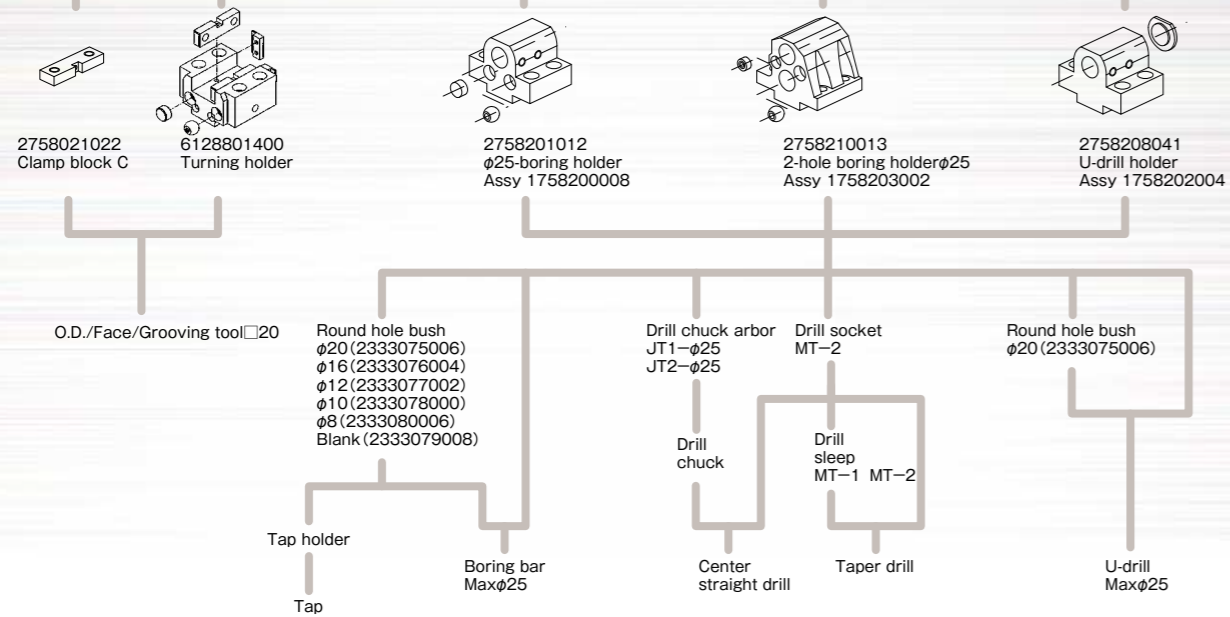 2758021022
Clamp block C
6128801400
Turning holder
2758201012
φ25-boring holder
Assy 1758200008
2758210013
2-hole boring holderφ25
Assy 1758203002
2758208041
U-drill holder
Assy 1758202004
O.D./Face/Grooving tool□20
Round hole bush
φ20(2333075006)
φ16(2333076004)
φ12(2333077002)
φ10(2333078000)
φ8(2333080006)
Blank(2333079008)
Drill chuck arbor
JT1-φ25
JT2-φ25
Drill socket
MT-2
Round hole bush
φ20(2333075006)
Drill
chuck
Drill
sleep
MT-1 MT-2
Tap holder
Boring bar
Maxφ25
Center
straight drill
Taper drill
U-drill
Maxφ25
Tap